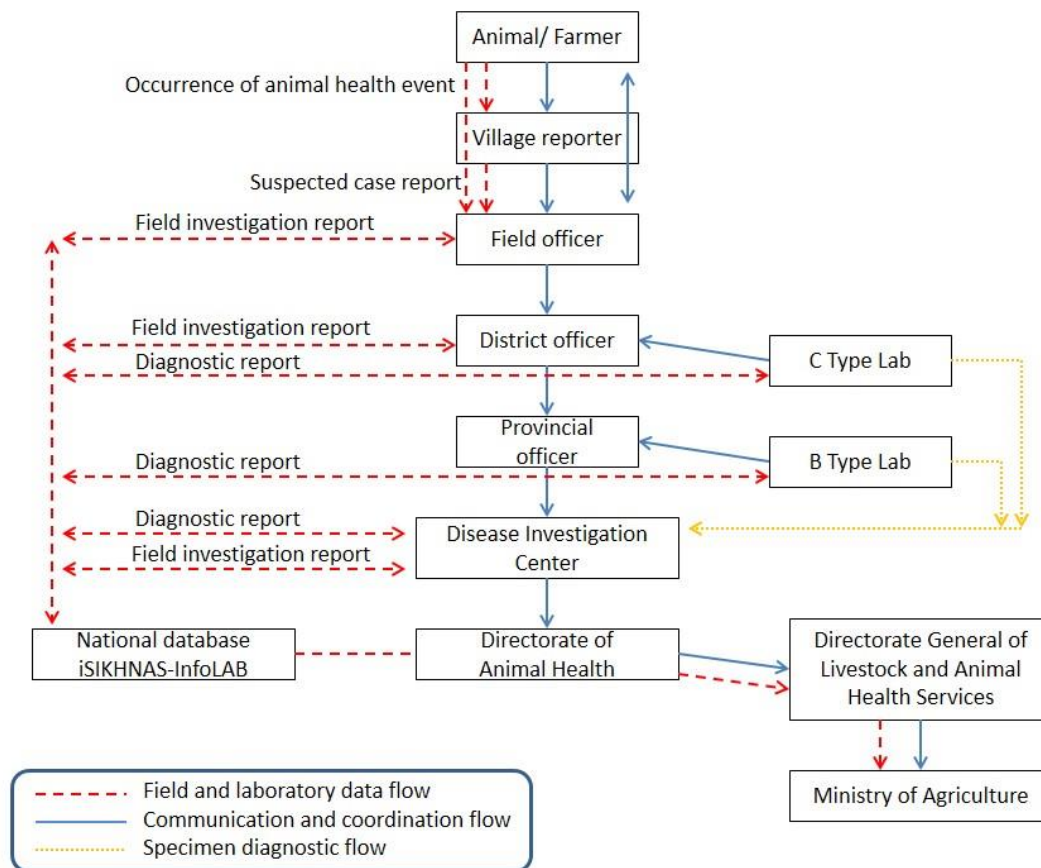 Animal/ Farmer
Occurrence of animal health event
Village reporter
Suspected case report
Field investigation report
Field officer
Field investigation report
District officer
Diagnostic report
C Type Lab
Provincial
officer
Diagnostic report
B Type Lab
Diagnostic report
Disease Investigation
Center
Field investigation report
National database
iSIKHNAS-InfoLAB
Directorate of
Animal Health
Directorate General of
Livestock and Animal
Health Services
Ministry of Agriculture
Field and laboratory data flow
Communication and coordination flow
Specimen diagnostic flow